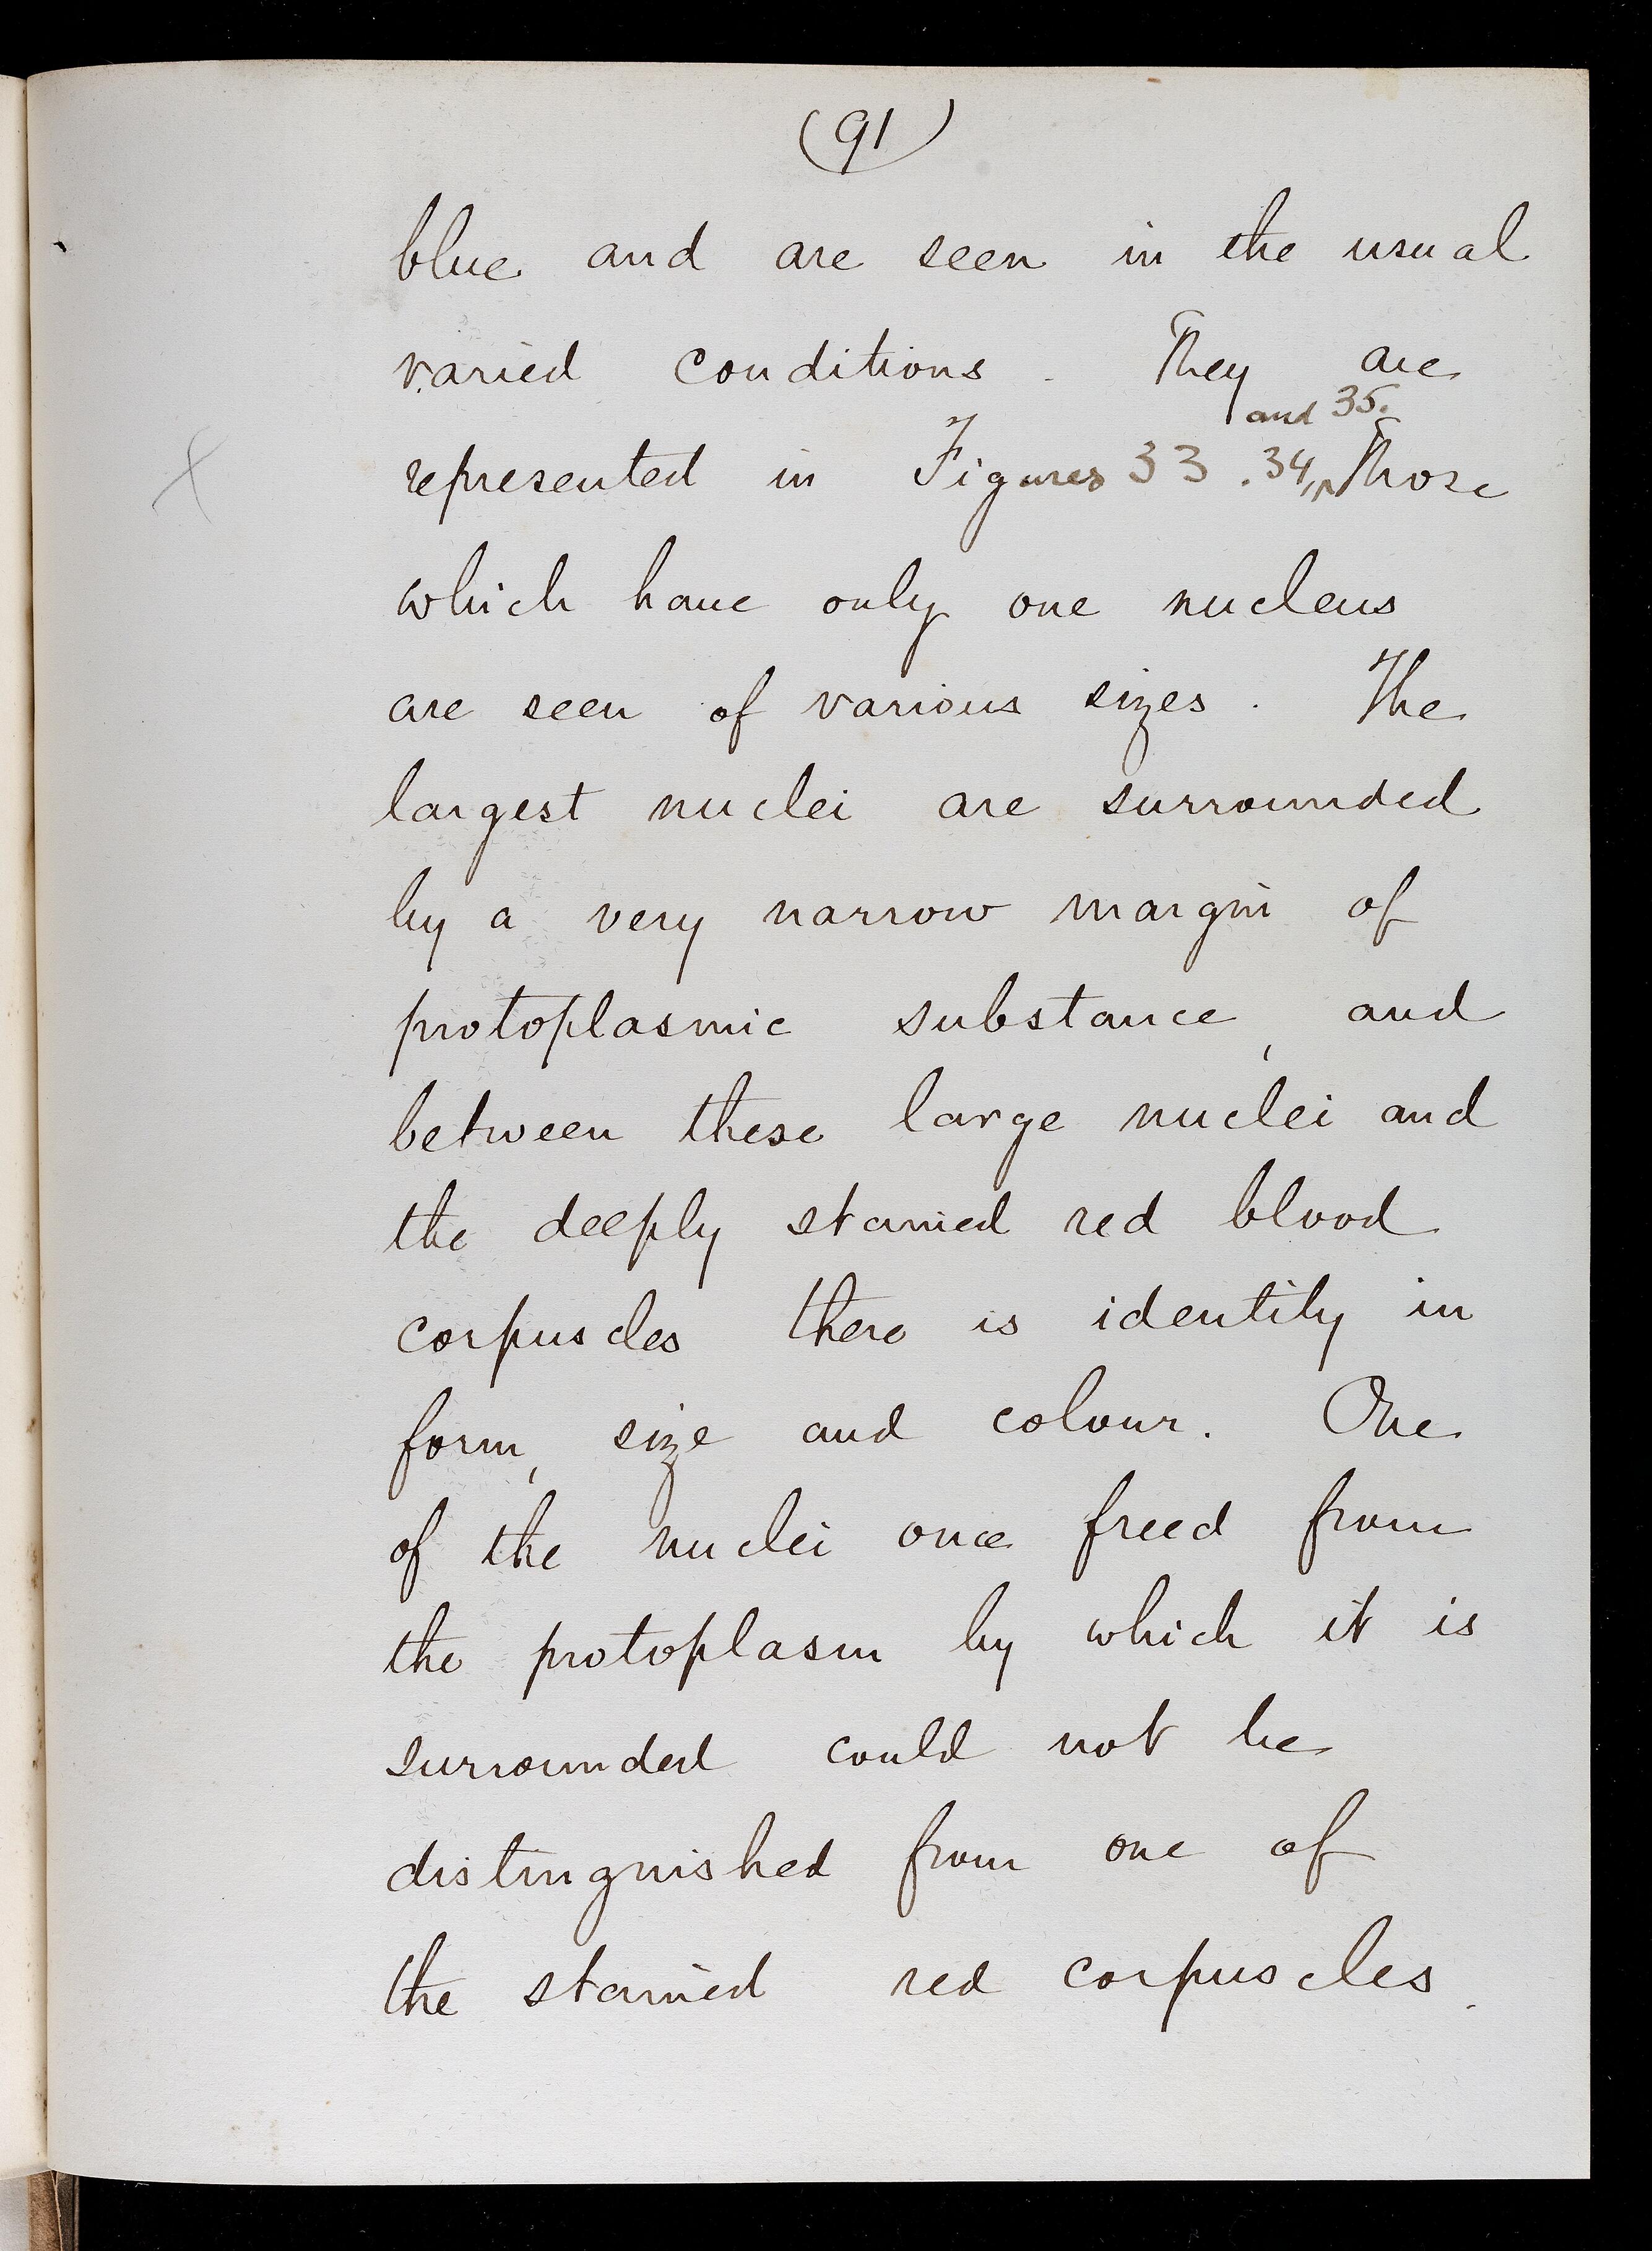 (91)
blue and are seen in the usual
varied conditions. They are
and 35.
represented in Figures 33. 34, Those
which have only one nucleus
are seen of various sizes. The
largest nuclei are surrounded
by a very narrow margin of
protoplasmic substance, and
between these large nuclei and
the deeply stained red blood
corpuscles there is identity in
form, size and colour. One
of the nuclei once freed from
the protoplasm by which it is
surrounded could not be
distinguished from one of
the stained red corpuscles.